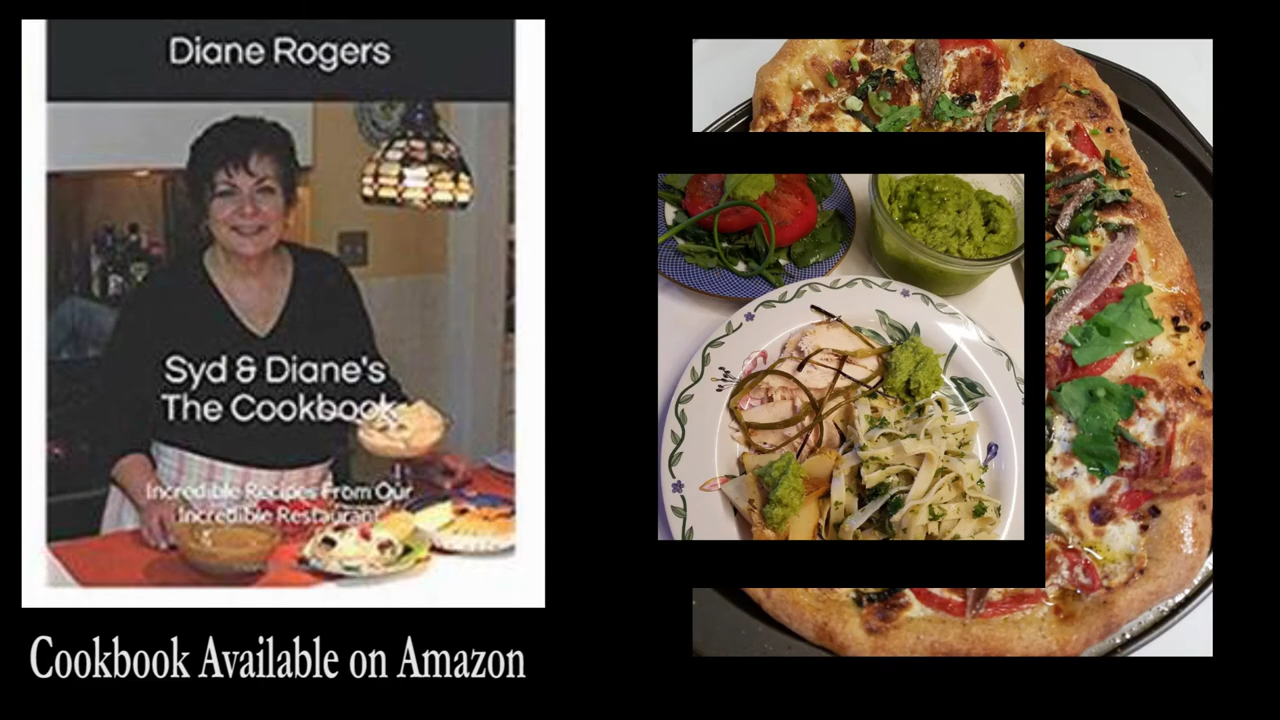 Diane Rogers
Syd & Diane's
The Cookbook
Incredible Recipes From Our
Incredible Restaurant
Cookbook Available on Amazon